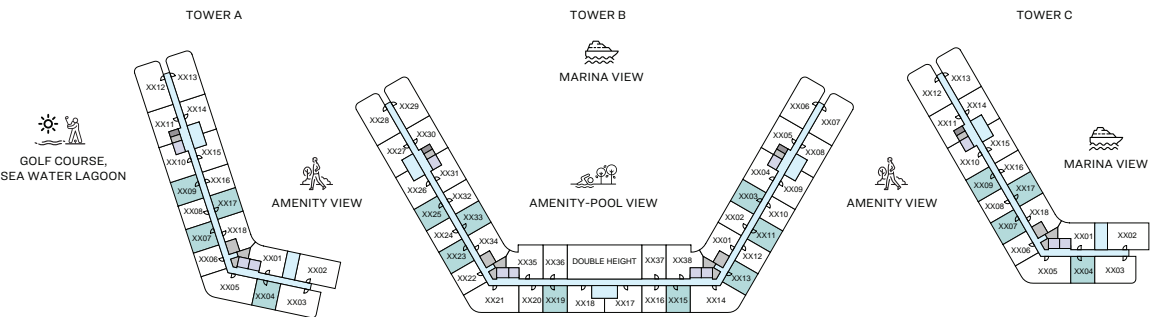 TOWER A
TOWER B
TOWER C
MARINA VIEW
GOLF COURSE,
SEA WATER LAGOON
AMENITY VIEW
AMENITY-POOL VIEW
AMENITY VIEW
MARINA VIEW
XX13
XX12
XX14
XX11
XX15
XX10
XX16
XX09
XX17
XX08
XX18
XX07
XX06
XX01
XX02
XX05
XX04
XX03
XX29
XX28
XX30
XX27
XX31
XX26
XX32
XX25
XX33
XX24
XX34
XX23
XX22
XX35
XX36
DOUBLE HEIGHT
XX37
XX38
XX21
XX20
XX19
XX18
XX17
XX16
XX15
XX14
XX06
XX07
XX05
XX08
XX04
XX09
XX03
XX10
XX02
XX11
XX01
XX12
XX13
XX13
XX12
XX14
XX11
XX15
XX10
XX16
XX09
XX17
XX08
XX18
XX07
XX06
XX01
XX02
XX05
XX04
XX03